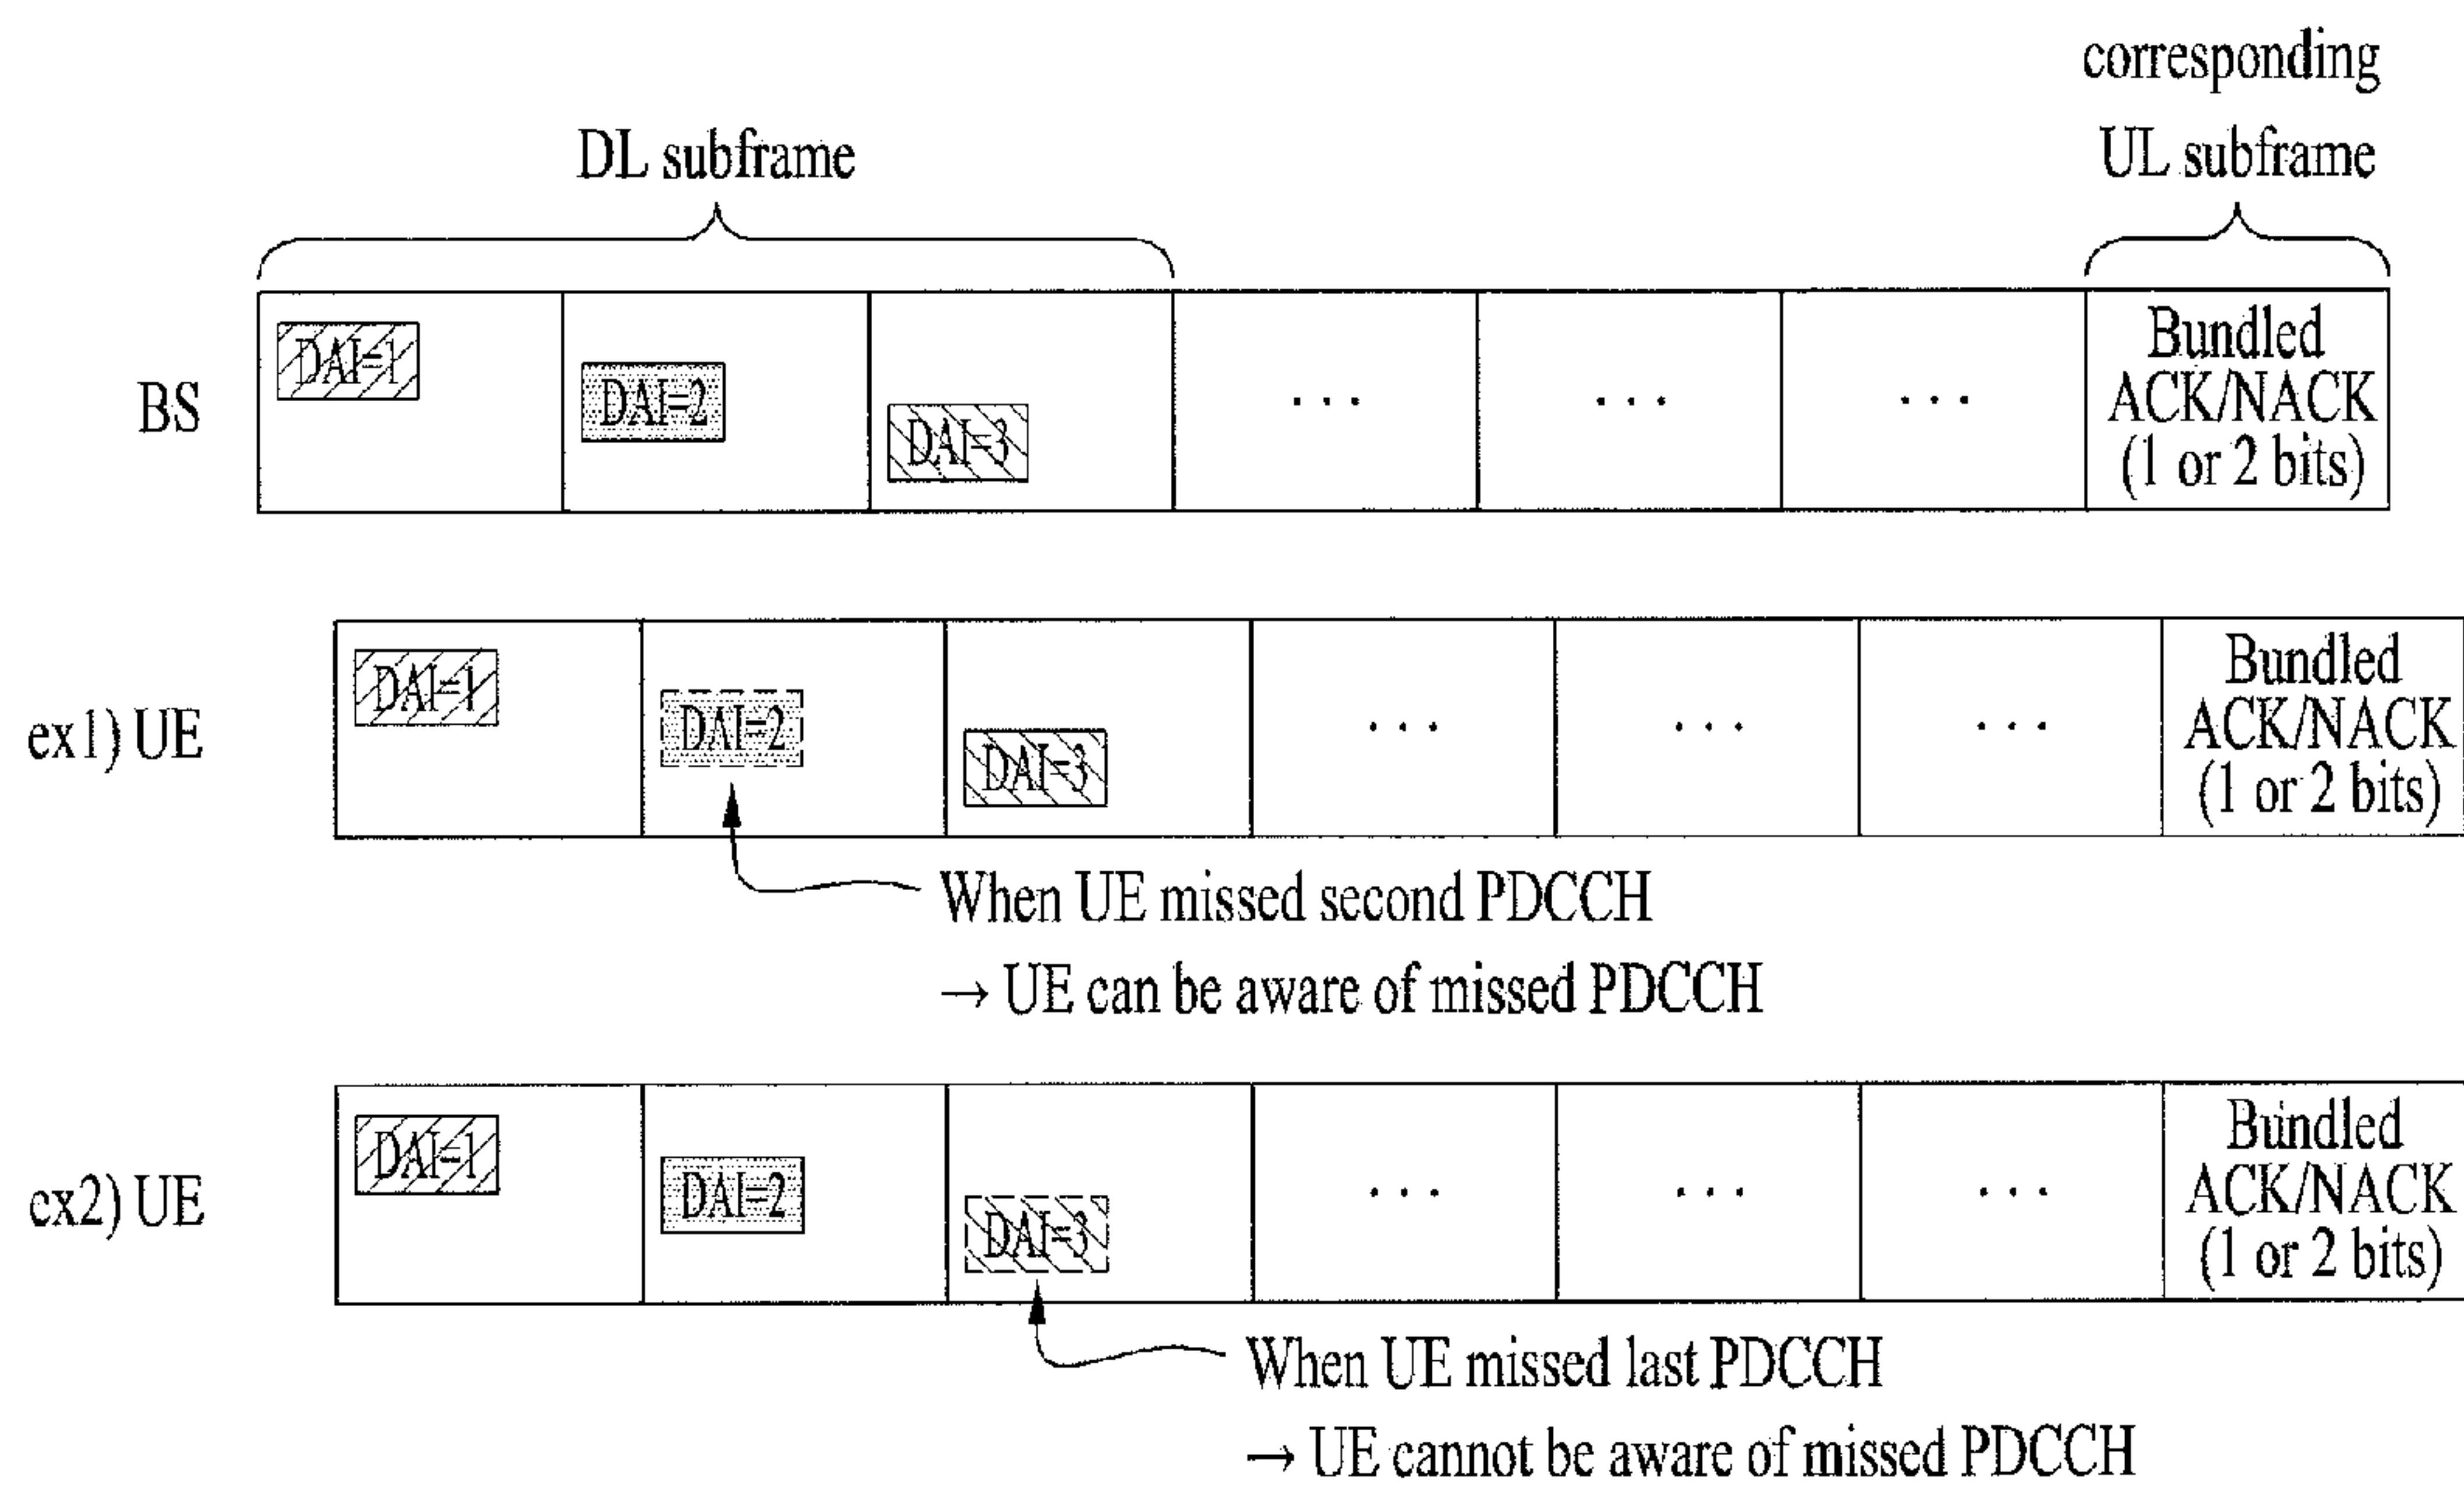 corresponding
DL subframe
UL subframe
BS
DAI=1
DAI=2
DAI=3
...
...
...
Bundled
ACK/NACK
(1 or 2 bits)
ex1) UE
DAI=1
DAI=2
DAI=3
...
...
...
Bundled
ACK/NACK
(1 or 2 bits)
When UE missed second PDCCH
→ UE can be aware of missed PDCCH
ex2) UE
DAI=1
DAI=2
DAI=3
...
...
...
Bundled
ACK/NACK
(1 or 2 bits)
When UE missed last PDCCH
→ UE cannot be aware of missed PDCCH